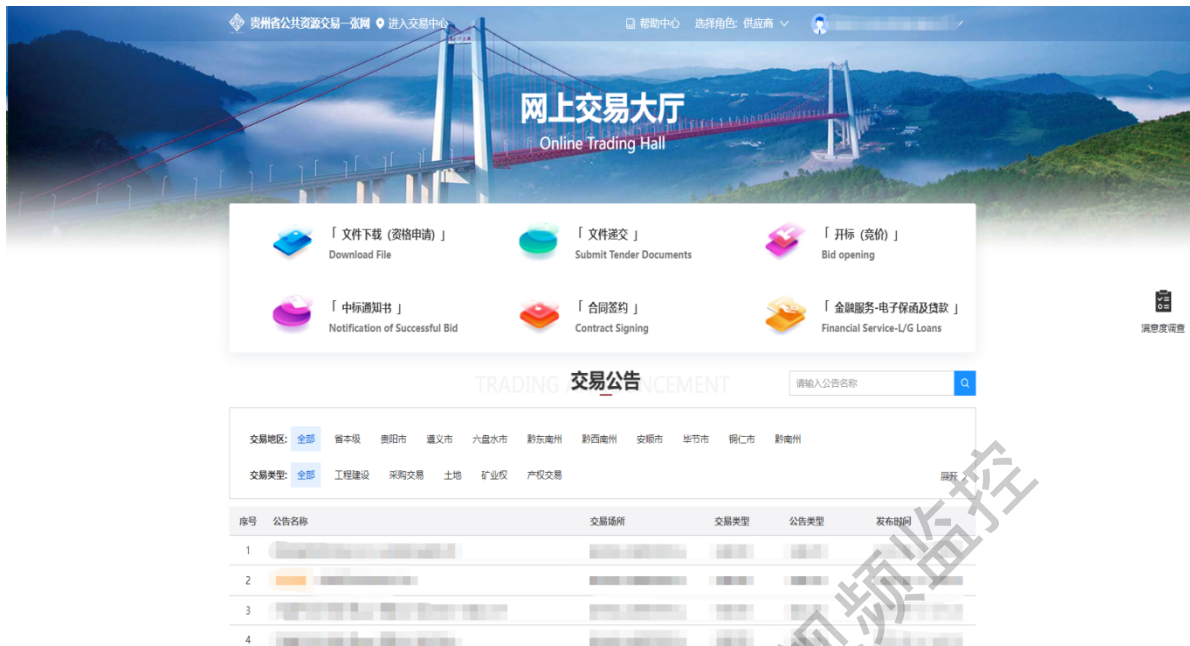 贵州省公共资源交易一张网 进入交易中心 帮助中心 选择角色: 供应商
网上交易大厅
Online Trading Hall
「 文件下载 (资格申请) 」 「 文件递交 」 「 开标 (竞价) 」
Download File Submit Tender Documents Bid opening
「 中标通知书 」 「 合同签约 」 「 金融服务-电子保函及贷款 」
Notification of Successful Bid Contract Signing Financial Service-L/G Loans
满意度调查
交易公告
请输入公告名称
交易地区: 全部 省本级 贵阳市 遵义市 六盘水市 黔东南州 黔西南州 安顺市 毕节市 铜仁市 黔南州
交易类型: 全部 工程建设 采购交易 土地 矿业权 产权交易 展开
序号 公告名称 交易场所 交易类型 公告类型 发布时间
1
2
3
4
视频监控